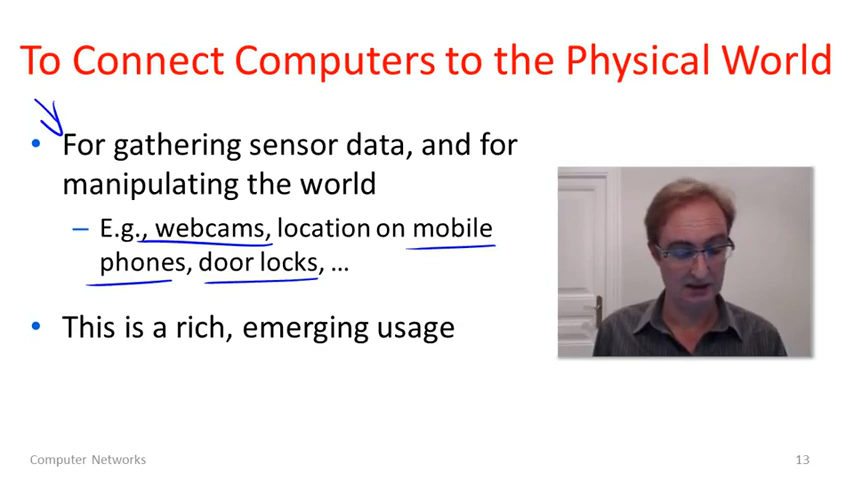 To Connect Computers to the Physical World
• For gathering sensor data, and for
manipulating the world
– E.g., webcams, location on mobile
phones, door locks, …
• This is a rich, emerging usage
Computer Networks
13